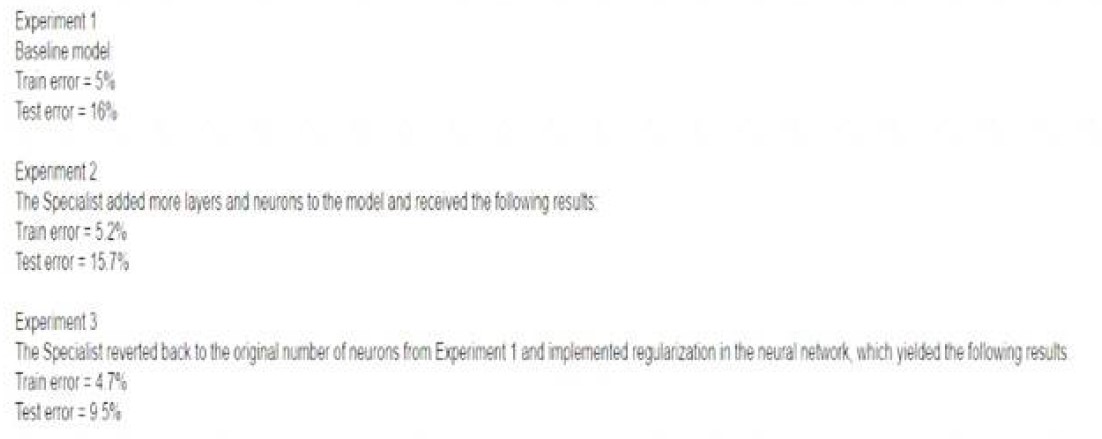 Experiment 1
Baseline model
Train error = 5%
Test error = 16%
Experiment 2
The Specialist added more layers and neurons to the model and received the following results:
Train error = 5.2%
Test error = 15.7%
Experiment 3
The Specialist reverted back to the original number of neurons from Experiment 1 and implemented regularization in the neural network, which yielded the following results
Train error = 4.7%
Test error = 9.5%